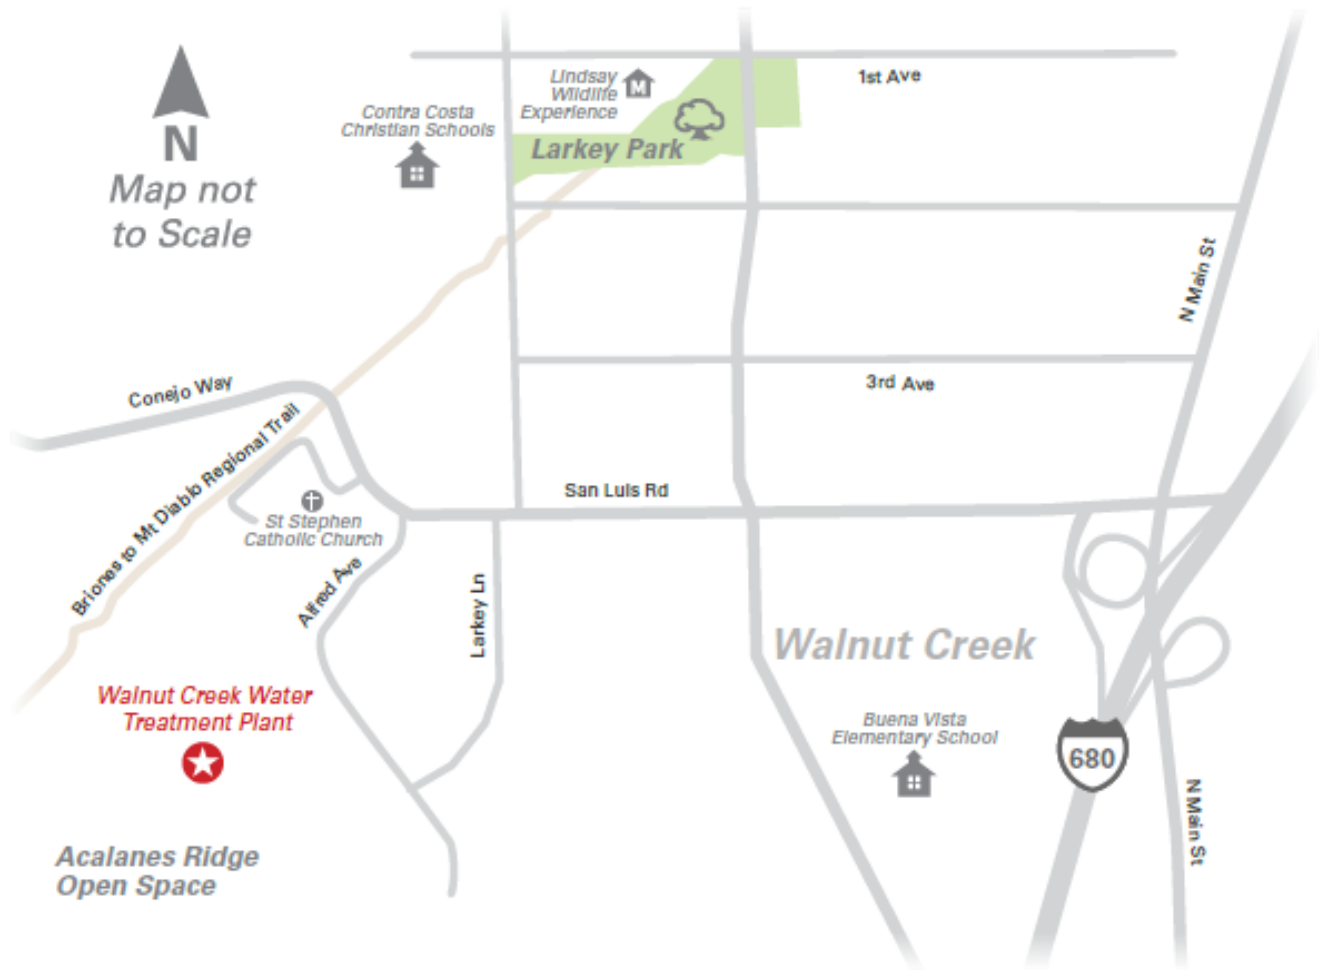 1st Ave
Lindsay
Wildlife
Experience
M
Contra Costa
Christian Schools
Larkey Park
N
Map not
to Scale
N Main St
3rd Ave
Conejo Way
Briones to Mt Diablo Regional Trail
San Luis Rd
St Stephen
Catholic Church
Alfred Ave
Larkey Ln
Walnut Creek
Walnut Creek Water
Treatment Plant
Buena Vista
Elementary School
680
N Main St
Acalanes Ridge
Open Space